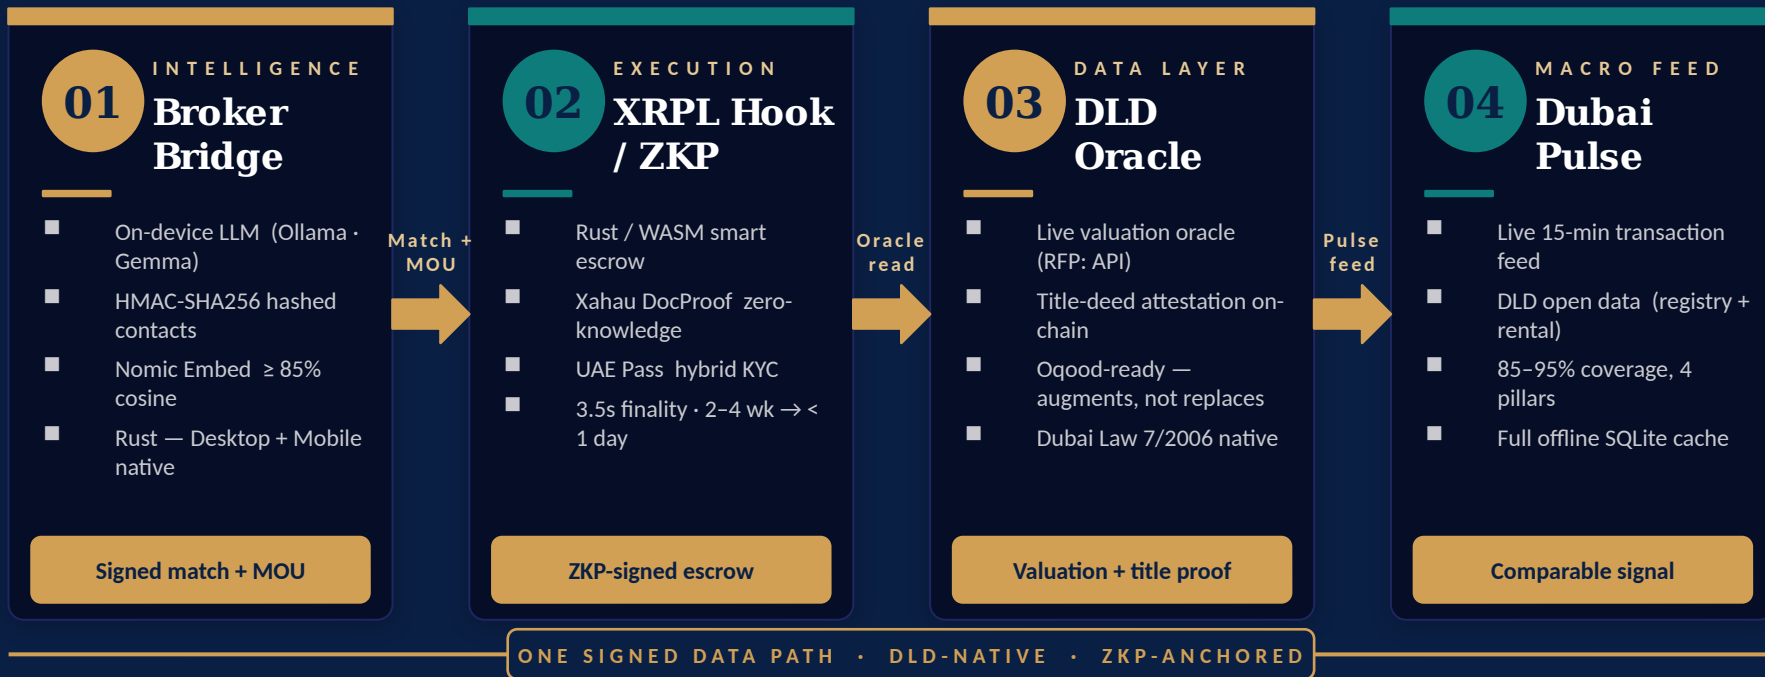 01
INTELLIGENCE
Broker
Bridge
On-device LLM (Ollama ·
Gemma)
HMAC-SHA256 hashed
contacts
Nomic Embed ≥ 85%
cosine
Rust — Desktop + Mobile
native
Signed match + MOU
Match +
MOU
02
EXECUTION
XRPL Hook
/ ZKP
Rust / WASM smart
escrow
Xahau DocProof zero-
knowledge
UAE Pass hybrid KYC
3.5s finality · 2–4 wk → <
1 day
ZKP-signed escrow
Oracle
read
03
DATA LAYER
DLD
Oracle
Live valuation oracle
(RFP: API)
Title-deed attestation on-
chain
Oqood-ready —
augments, not replaces
Dubai Law 7/2006 native
Valuation + title proof
Pulse
feed
04
MACRO FEED
Dubai
Pulse
Live 15-min transaction
feed
DLD open data (registry +
rental)
85–95% coverage, 4
pillars
Full offline SQLite cache
Comparable signal
ONE SIGNED DATA PATH · DLD-NATIVE · ZKP-ANCHORED